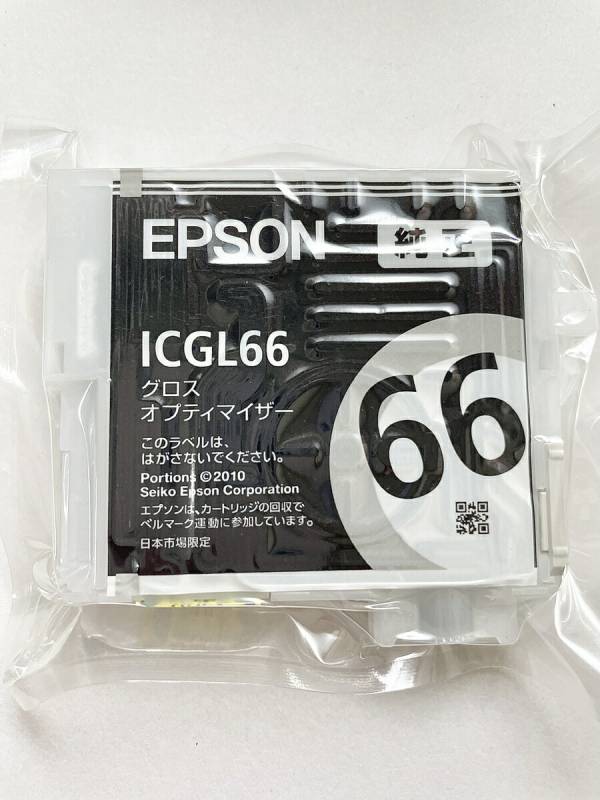 EPSON 純正
ICGL66
グロス
オプティマイザー
66
このラベルは、
はがさないでください。
Portions ©2010
Seiko Epson Corporation
エプソンは、カートリッジの回収で
ベルマーク運動に参加しています。
日本市場限定